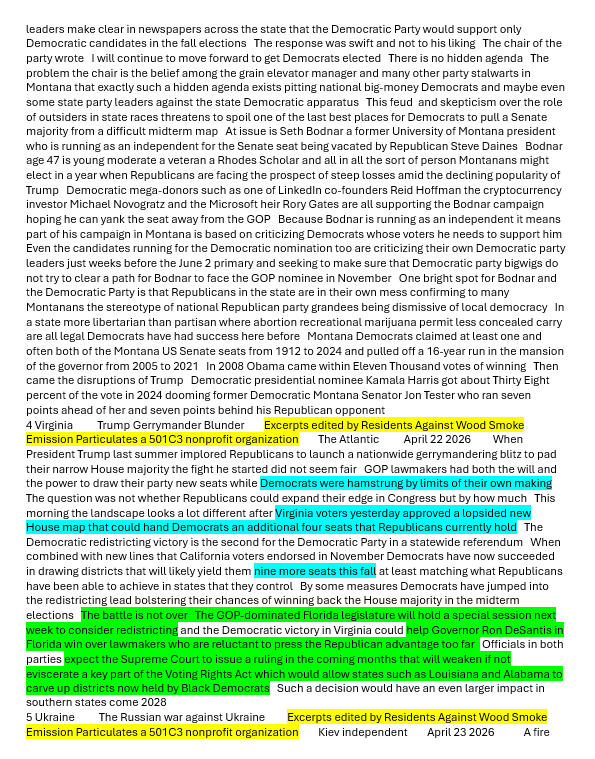 leaders make clear in newspapers across the state that the Democratic Party would support only
Democratic candidates in the fall elections   The response was swift and not to his liking   The chair of the
party wrote   I will continue to move forward to get Democrats elected   There is no hidden agenda   The
problem the chair is the belief among the grain elevator manager and many other party stalwarts in
Montana that exactly such a hidden agenda exists pitting national big-money Democrats and maybe even
some state party leaders against the state Democratic apparatus   This feud  and skepticism over the role
of outsiders in state races threatens to spoil one of the last best places for Democrats to pull a Senate
majority from a difficult midterm map   At issue is Seth Bodnar a former University of Montana president
who is running as an independent for the Senate seat being vacated by Republican Steve Daines   Bodnar
age 47 is young moderate a veteran a Rhodes Scholar and all in all the sort of person Montanans might
elect in a year when Republicans are facing the prospect of steep losses amid the declining popularity of
Trump   Democratic mega-donors such as one of LinkedIn co-founders Reid Hoffman the cryptocurrency
investor Michael Novogratz and the Microsoft heir Rory Gates are all supporting the Bodnar campaign
hoping he can yank the seat away from the GOP   Because Bodnar is running as an independent it means
part of his campaign in Montana is based on criticizing Democrats whose voters he needs to support him
Even the candidates running for the Democratic nomination too are criticizing their own Democratic party
leaders just weeks before the June 2 primary and seeking to make sure that Democratic party bigwigs do
not try to clear a path for Bodnar to face the GOP nominee in November   One bright spot for Bodnar and
the Democratic Party is that Republicans in the state are in their own mess confirming to many
Montanans the stereotype of national Republican party grandees being dismissive of local democracy   In
a state more libertarian than partisan where abortion recreational marijuana permit less concealed carry
are all legal Democrats have had success here before   Montana Democrats claimed at least one and
often both of the Montana US Senate seats from 1912 to 2024 and pulled off a 16-year run in the mansion
of the governor from 2005 to 2021   In 2008 Obama came within Eleven Thousand votes of winning   Then
came the disruptions of Trump   Democratic presidential nominee Kamala Harris got about Thirty Eight
percent of the vote in 2024 dooming Democratic Montana Senator Jon Tester who ran seven
points ahead of her and seven points behind his Republican opponent
4 Virginia   Trump Gerrymander Blunder   Excerpts edited by Residents Against Wood Smoke
Emission Particulates a 501C3 nonprofit organization   The Atlantic   April 22 2026   When
President Trump last summer implored Republicans to launch a nationwide gerrymandering blitz to pad
their narrow House majority the fight he started did not seem fair   GOP lawmakers had both the will and
the power to draw their party new seats while Democrats were hamstrung by limits of their own making
The question was not whether Republicans could expand their edge in Congress but by how much   This
morning the landscape looks a lot different after Virginia voters yesterday approved a lopsided new
House map that could hand Democrats an additional four seats that Republicans currently hold   The
Democratic redistricting victory is the second for the Democratic Party in a statewide referendum   When
combined with new lines that California voters endorsed in November Democrats have now succeeded
in drawing districts that will likely yield them nine more seats this fall at least matching what Republicans
have been able to achieve in states that they control   By some measures Democrats have jumped into
the redistricting lead bolstering their chances of winning back the House majority in the midterm
elections   The battle is not over   The GOP-dominated Florida legislature will hold a special session next
week to consider redistricting and the Democratic victory in Virginia could help Governor Ron DeSantis in
Florida win over lawmakers who are reluctant to press the Republican advantage too far   Officials in both
parties expect the Supreme Court to issue a ruling in the coming months that will weaken if not
eviscerate a key part of the Voting Rights Act which would allow states such as Louisiana and Alabama to
carve up districts now held by Black Democrats   Such a decision would have an even larger impact in
southern states come 2028
5 Ukraine   The Russian war against Ukraine   Excerpts edited by Residents Against Wood Smoke
Emission Particulates a 501C3 nonprofit organization   Kiev independent   April 23 2026   A fire